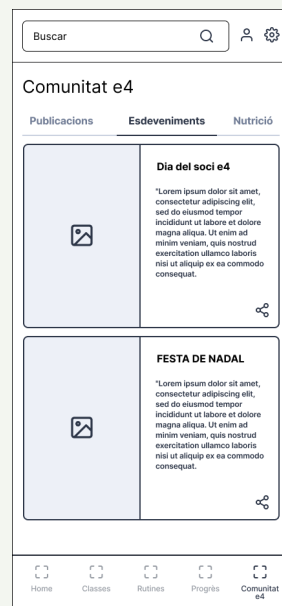 Buscar
Comunitat e4
Publicacions Esdeveniments Nutrició
Dia del soci e4
"Lorem ipsum dolor sit amet,
consectetur adipiscing elit,
sed do eiusmod tempor
incididunt ut labore et dolore
magna aliqua. Ut enim ad
minim veniam, quis nostrud
exercitation ullamco laboris
nisi ut aliquip ex ea commodo
consequat.
FESTA DE NADAL
"Lorem ipsum dolor sit amet,
consectetur adipiscing elit,
sed do eiusmod tempor
incididunt ut labore et dolore
magna aliqua. Ut enim ad
minim veniam, quis nostrud
exercitation ullamco laboris
nisi ut aliquip ex ea commodo
consequat.
Home Classes Rutines Progrès Comunitat
e4